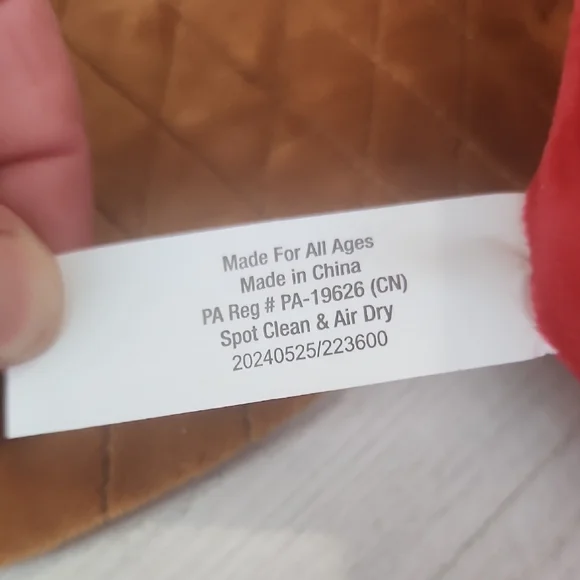 Made For All Ages
Made in China
PA Reg # PA-19626 (CN)
Spot Clean & Air Dry
20240525/223600